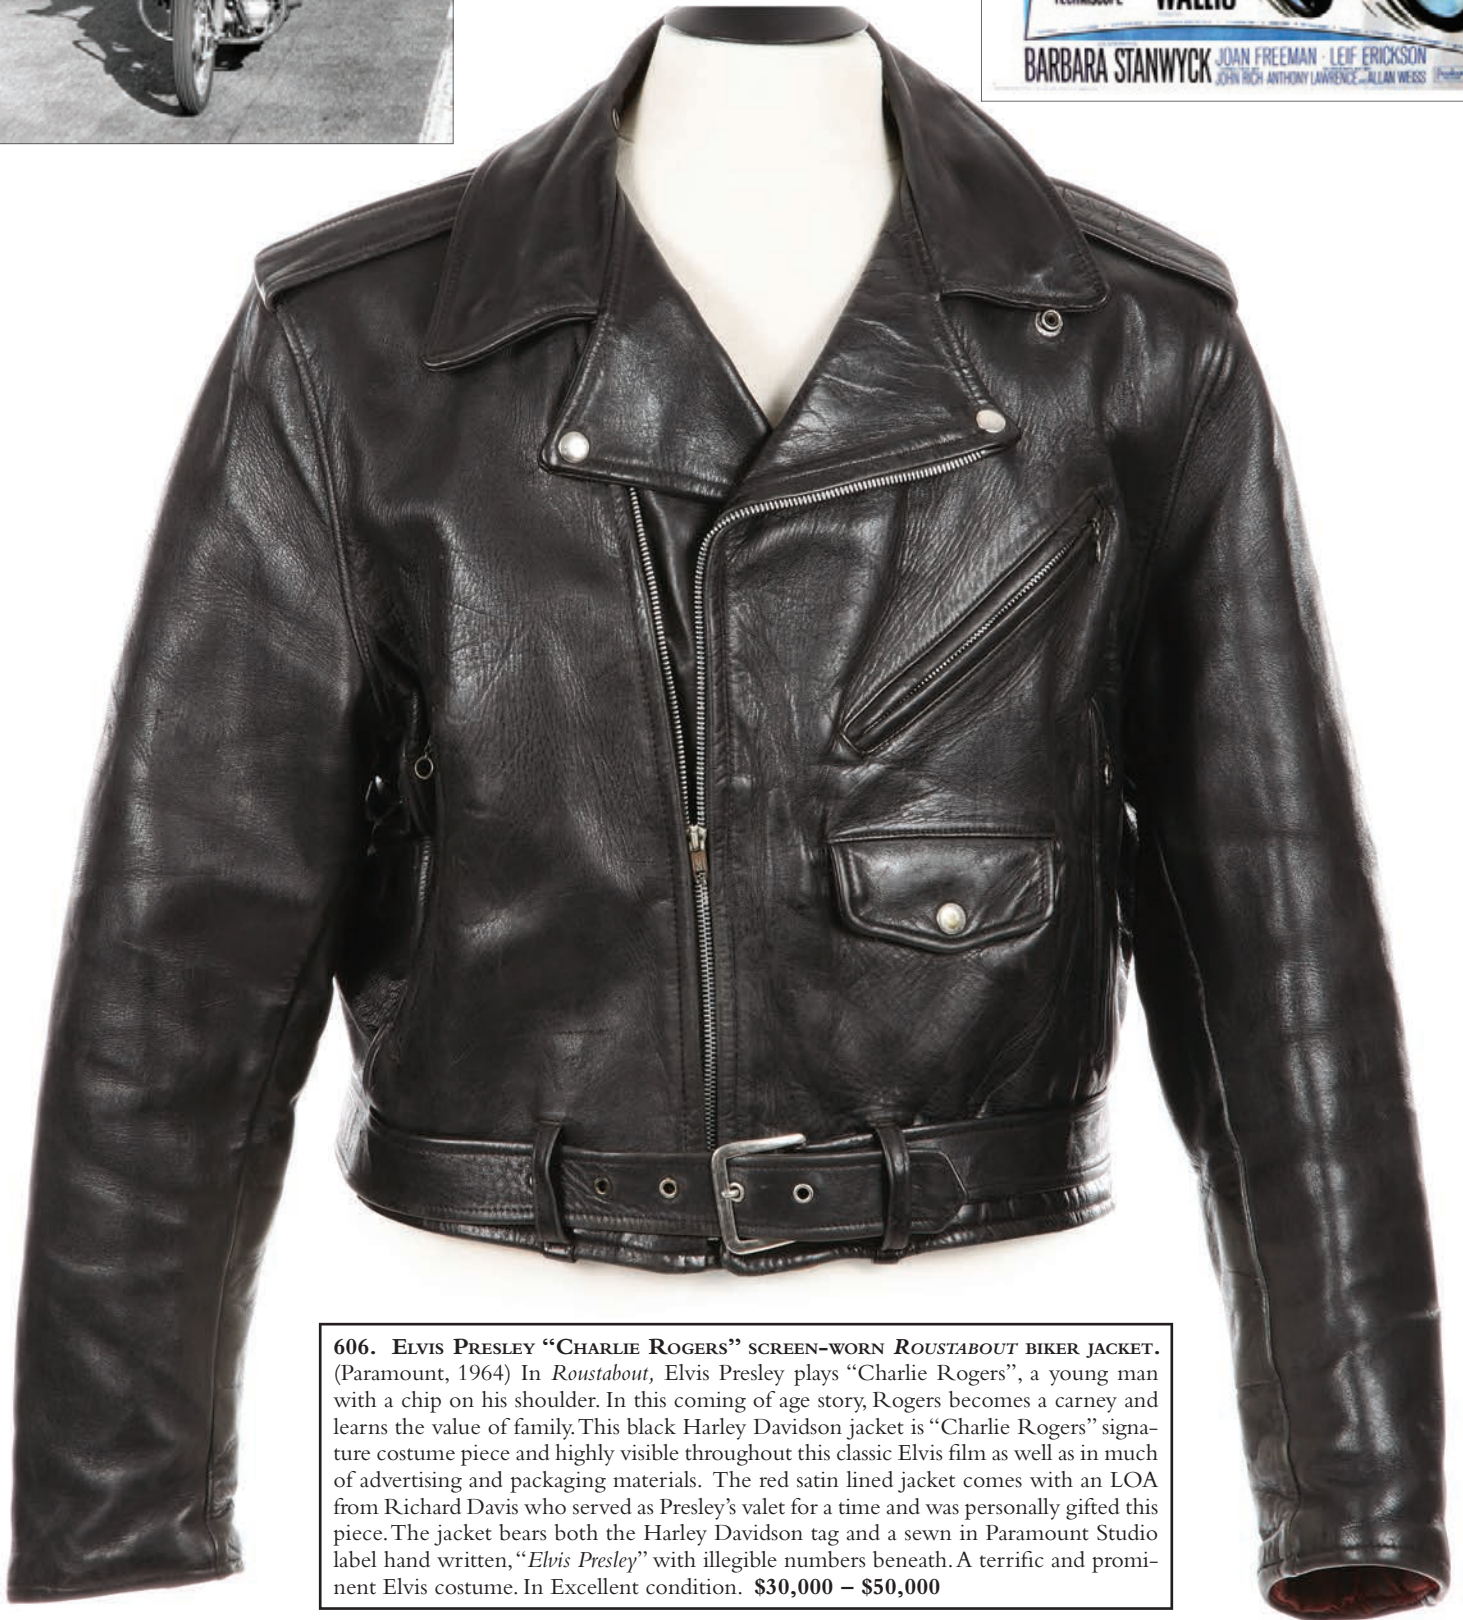 WALLIS
BARBARA STANWYCK JOAN FREEMAN · LEIF ERICKSON
JOHN RICH ANTHONY LAWRENCE ALLAN WEISS
606. ELVIS PRESLEY “CHARLIE ROGERS” SCREEN-WORN ROUSTABOUT BIKER JACKET.
(Paramount, 1964) In Roustabout, Elvis Presley plays “Charlie Rogers”, a young man
with a chip on his shoulder. In this coming of age story, Rogers becomes a carney and
learns the value of family. This black Harley Davidson jacket is “Charlie Rogers” signa-
ture costume piece and highly visible throughout this classic Elvis film as well as in much
of advertising and packaging materials. The red satin lined jacket comes with an LOA
from Richard Davis who served as Presley’s valet for a time and was personally gifted this
piece. The jacket bears both the Harley Davidson tag and a sewn in Paramount Studio
label hand written, “Elvis Presley” with illegible numbers beneath. A terrific and promi-
nent Elvis costume. In Excellent condition. $30,000 – $50,000